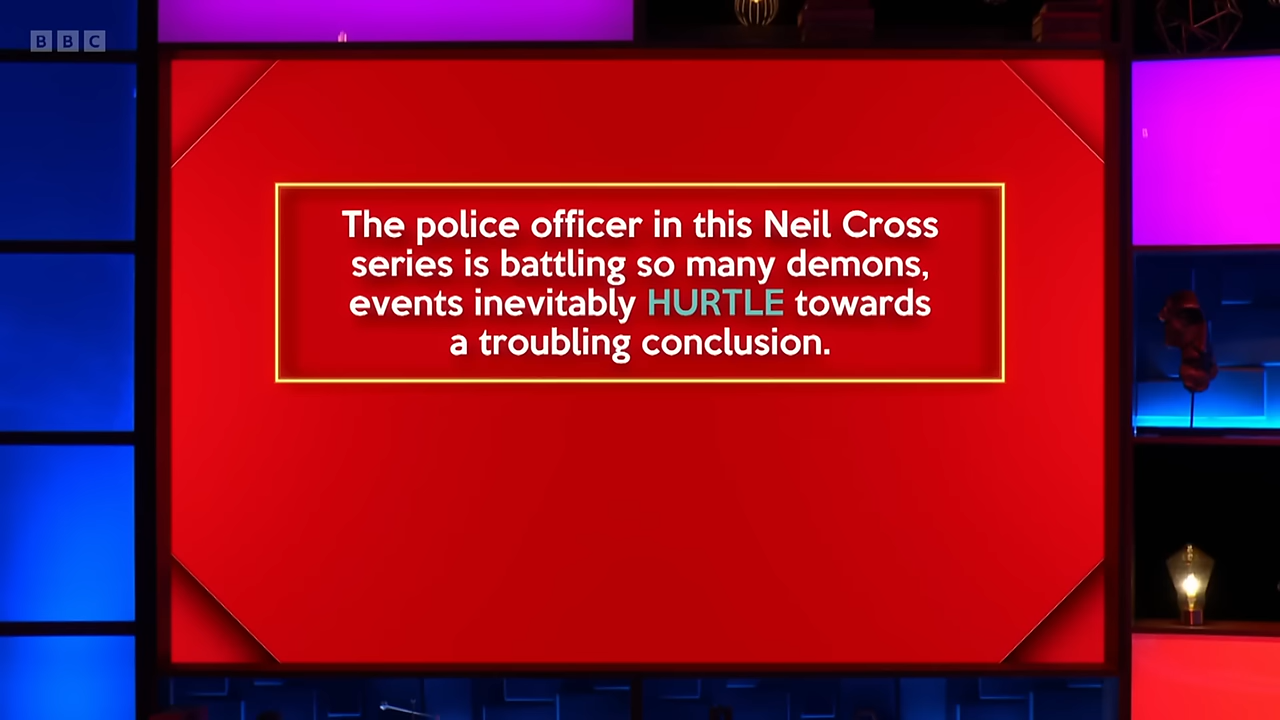 BBC
The police officer in this Neil Cross
series is battling so many demons,
events inevitably HURTLE towards
a troubling conclusion.